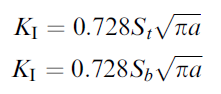 K_I = 0.728S_t√πa
K_I = 0.728S_b√πa